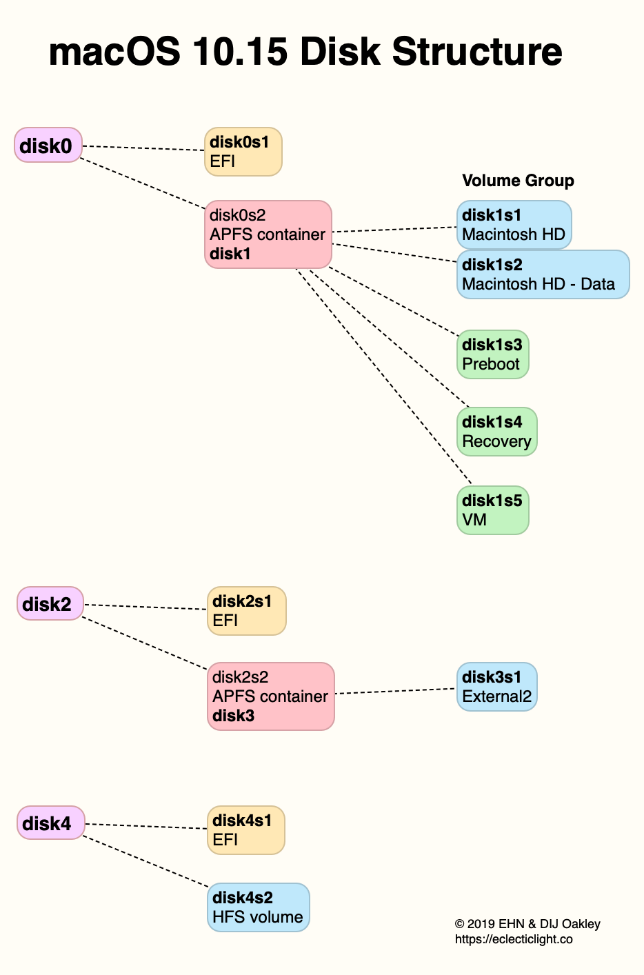 macOS 10.15 Disk Structure
disk0
disk0s1
EFI
Volume Group
disk0s2
APFS container
disk1
disk1s1
Macintosh HD
disk1s2
Macintosh HD - Data
disk1s3
Preboot
disk1s4
Recovery
disk1s5
VM
disk2
disk2s1
EFI
disk2s2
APFS container
disk3
disk3s1
External2
disk4
disk4s1
EFI
disk4s2
HFS volume
© 2019 EHN & DIJ Oakley
https://eclecticlight.co